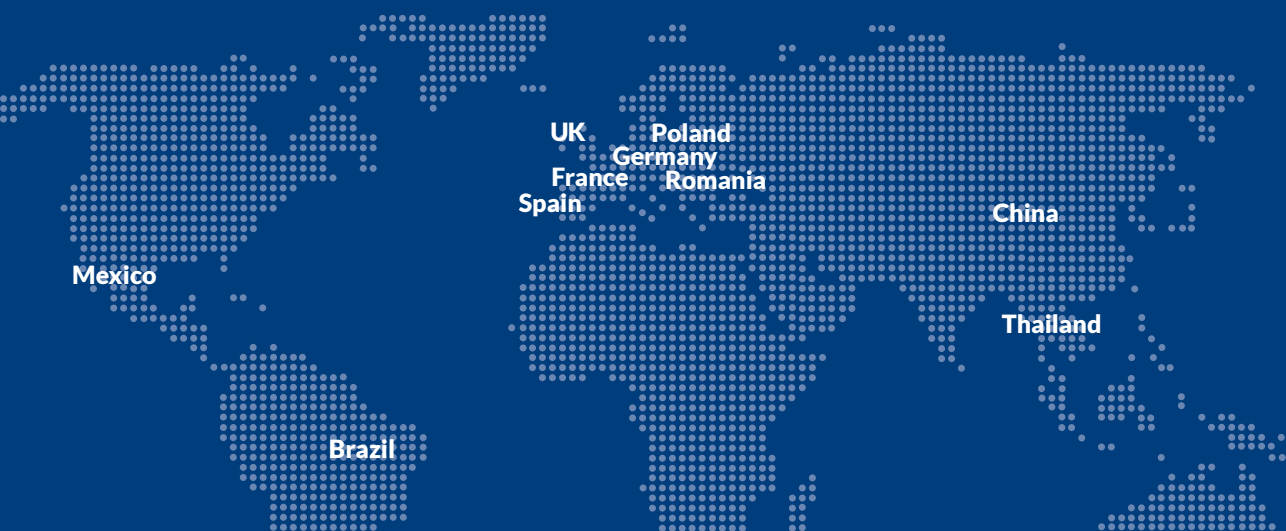 UK
Poland
Germany
France
Romania
Spain
China
Mexico
Thailand
Brazil